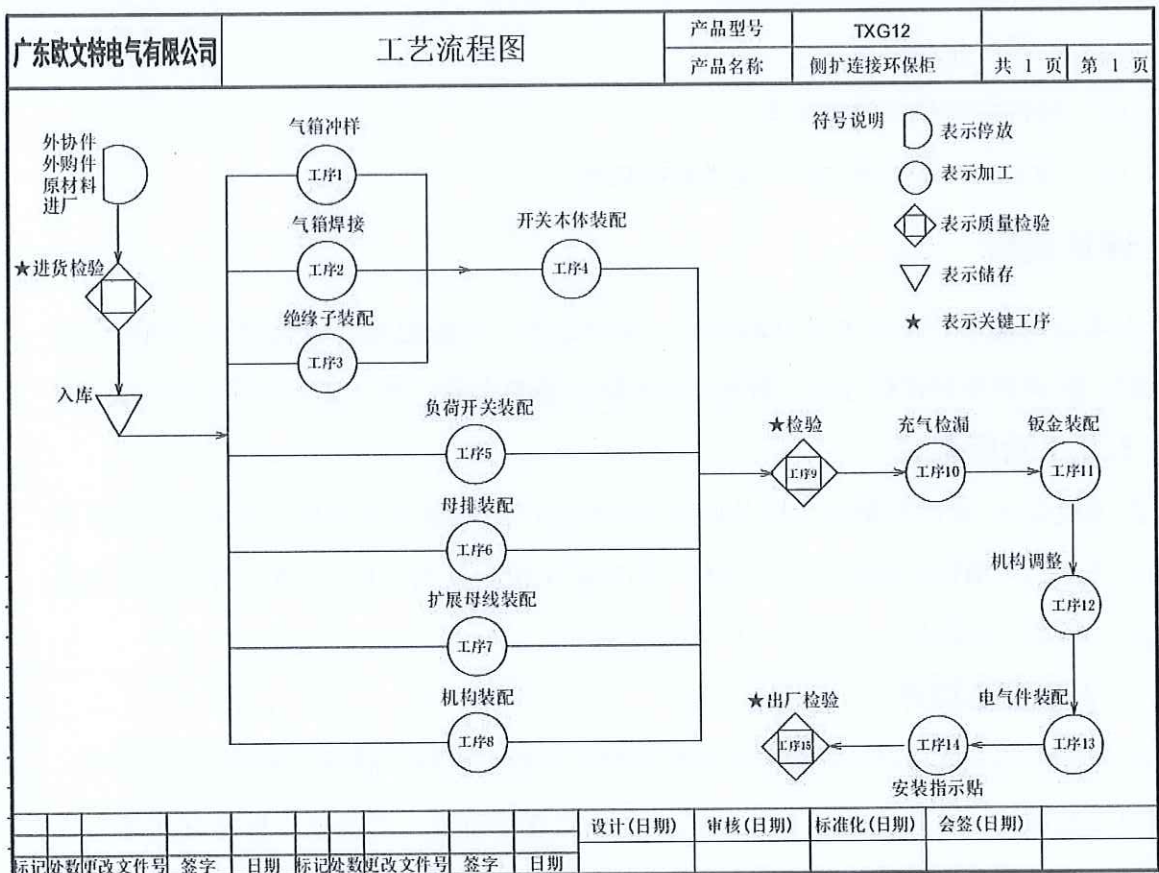 广东欧文特电气有限公司
工艺流程图
产品型号 TXG12
产品名称 侧扩连接环保柜 共 1 页 第 1 页
外协件
外购件
原材料
进厂
★进货检验
入库
气箱冲样
工序1
气箱焊接
工序2
绝缘子装配
工序3
开关本体装配
工序4
负荷开关装配
工序5
母排装配
工序6
扩展母线装配
工序7
机构装配
工序8
符号说明
表示停放
表示加工
表示质量检验
表示储存
★ 表示关键工序
★检验
工序9
充气检漏
工序10
钣金装配
工序11
机构调整
工序12
电气件装配
工序13
工序14
安装指示贴
★出厂检验
工序15
设计(日期) 审核(日期) 标准化(日期) 会签(日期)
标记 处数 更改文件号 签字 日期 标记 处数 更改文件号 签字 日期